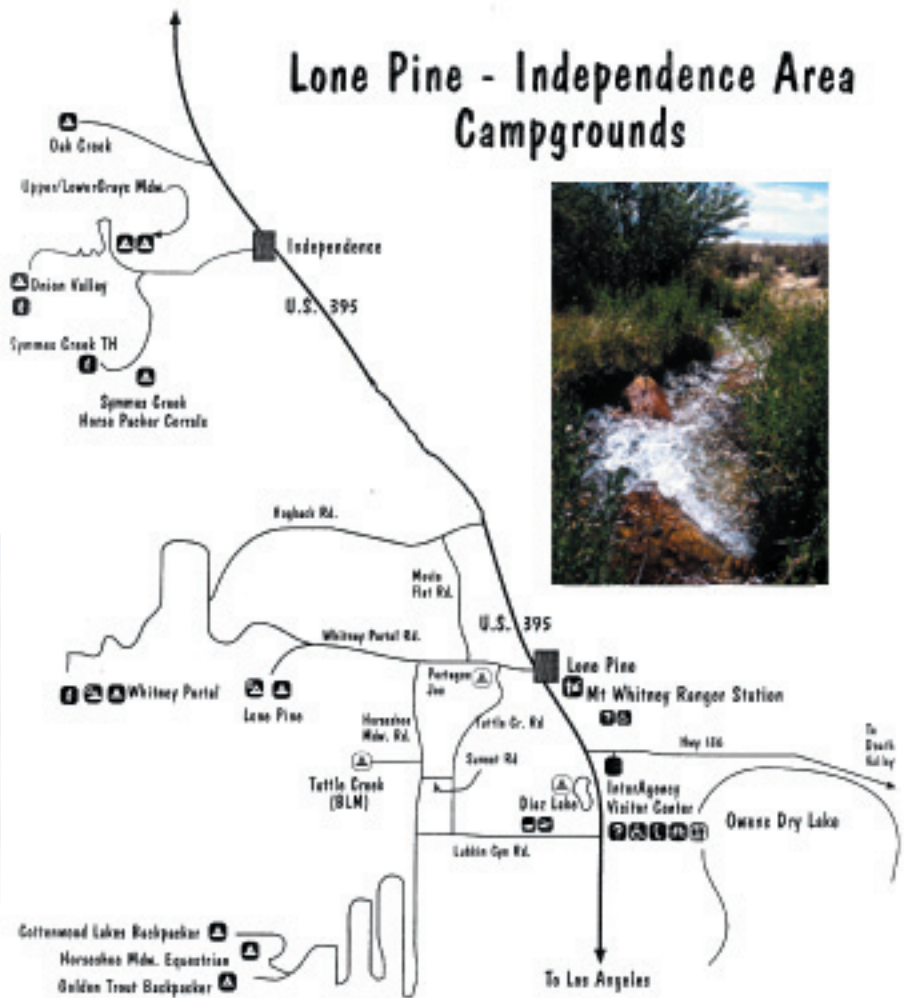 Lone Pine - Independence Area
Campgrounds
Oak Creek
Upper/LowerGrays Mdw.
Independence
Onion Valley
U.S. 395
Symmes Creek TH
Symmes Creek
Horse Packer Corrals
Hogback Rd.
Movie
Flat Rd.
U.S. 395
Whitney Portal Rd.
Lone Pine
Mt Whitney Ranger Station
Whitney Portal
Lone Pine
Portagee
Joe
Horseshoe
Mdw. Rd.
Tuttle Cr. Rd
Hwy 136
To
Death
Valley
Sunset Rd
Tuttle Creek
(BLM)
Diaz Lake
InterAgency
Visitor Center
Owens Dry Lake
Lubkin Cyn Rd.
Cottonwood Lakes Backpacker
Horseshoe Mdw. Equestrian
Golden Trout Backpacker
To Los Angeles